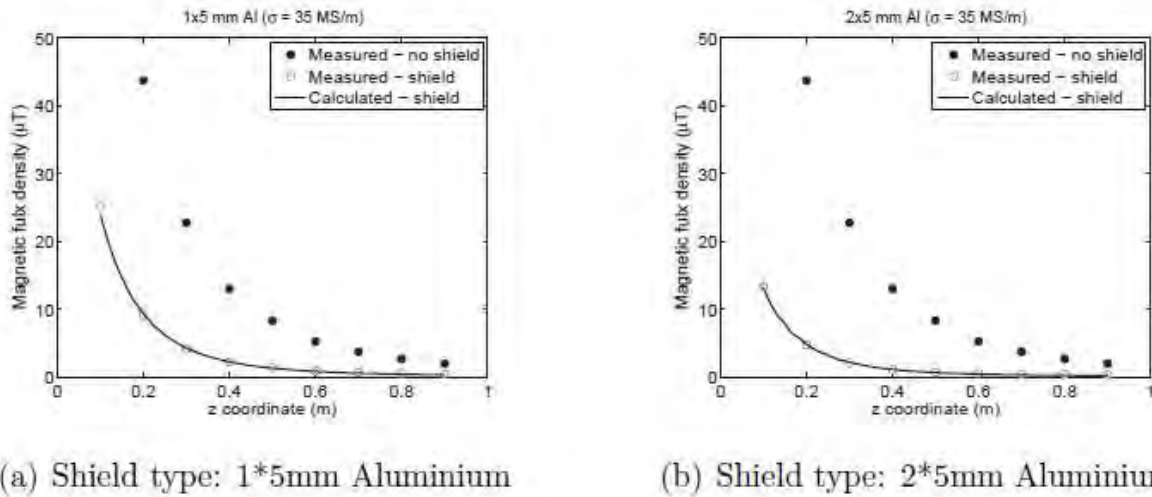 1x5 mm Al (σ = 35 MS/m)
50
40
30
20
10
0
Magnetic fulx density (µT)
Measured − no shield
Measured − shield
Calculated − shield
0
0.2
0.4
0.6
0.8
1
z coordinate (m)
(a) Shield type: 1*5mm Aluminium
2x5 mm Al (σ = 35 MS/m)
50
40
30
20
10
0
Magnetic fulx density (µT)
Measured − no shield
Measured − shield
Calculated − shield
0
0.2
0.4
0.6
0.8
1
z coordinate (m)
(b) Shield type: 2*5mm Aluminiu